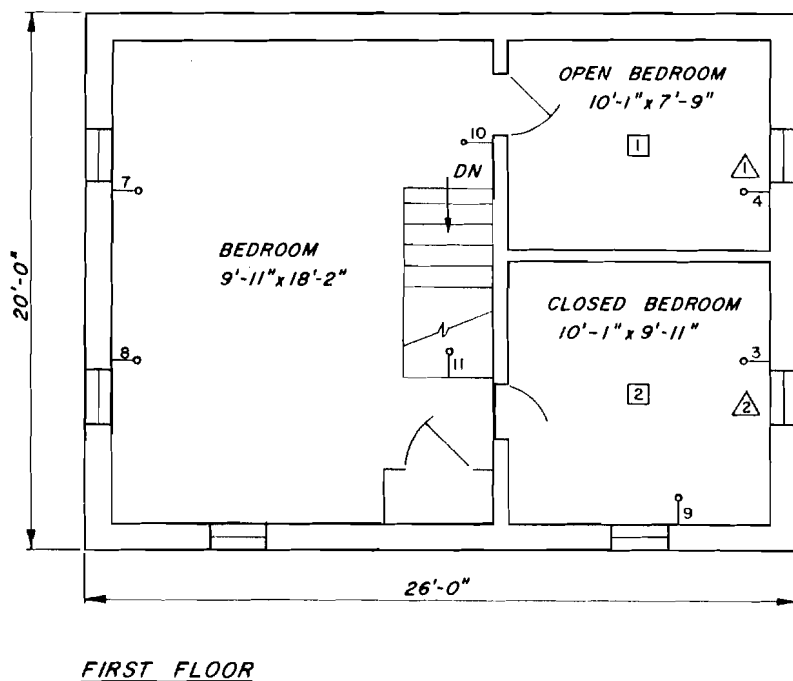 OPEN BEDROOM
10'-1" x 7'-9"
10
1
1
DN
7
4
BEDROOM
9'-11" x 18'-2"
20'-0"
CLOSED BEDROOM
10'-1" x 9'-11"
8
11
3
2
2
9
26'-0"
FIRST FLOOR